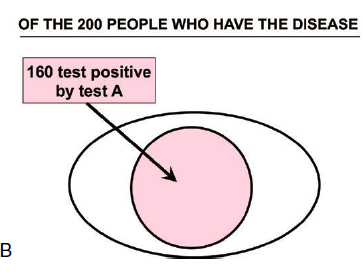 OF THE 200 PEOPLE WHO HAVE THE DISEASE
160 test positive
by test A
B